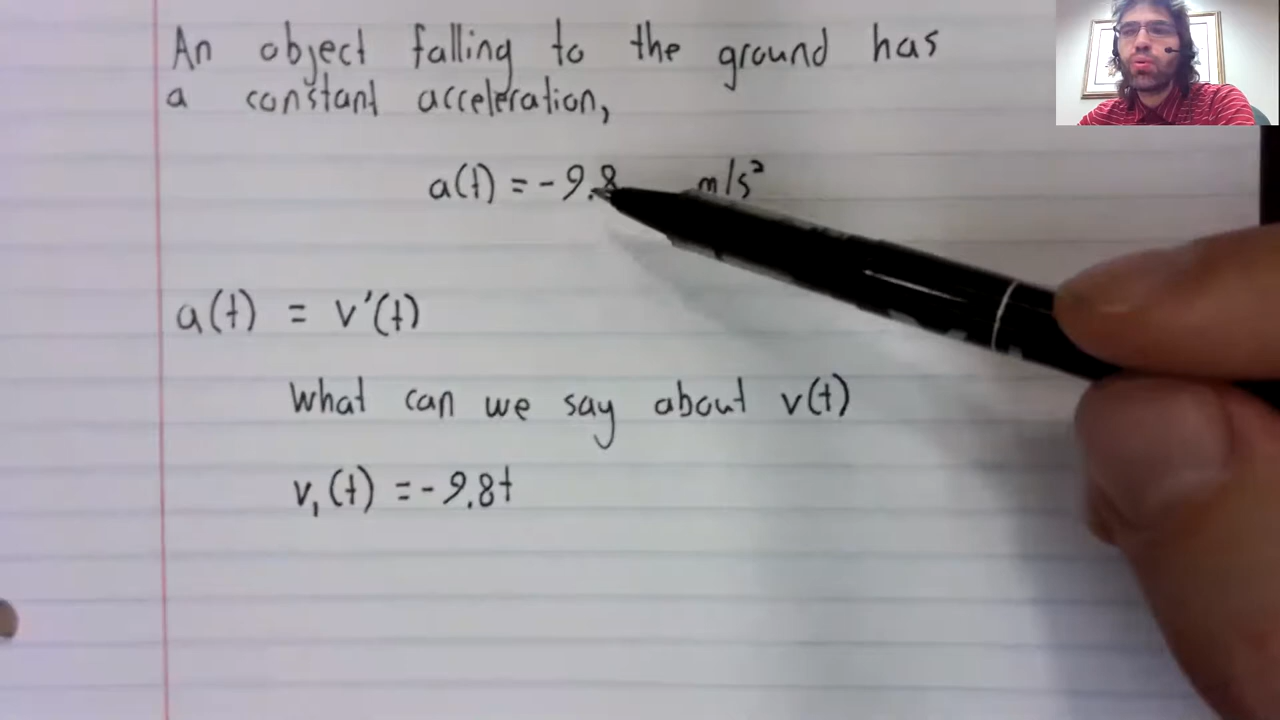 An object falling to the ground has
a constant acceleration,
a(t) = -9.8 m/s²
a(t) = v'(t)
What can we say about v(t)
v₁(t) = -9.8t